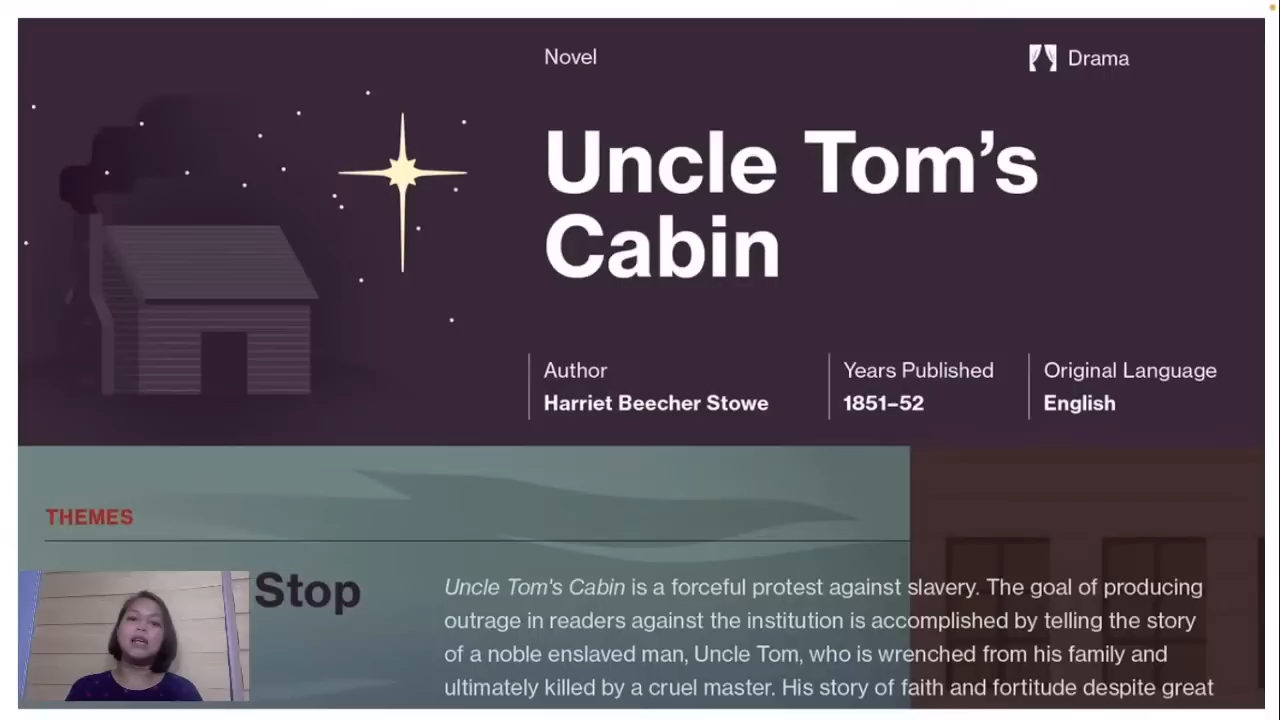 Novel
Drama
Uncle Tom’s
Cabin
Author
Years Published
Original Language
Harriet Beecher Stowe
1851–52
English
THEMES
Stop
Uncle Tom's Cabin is a forceful protest against slavery. The goal of producing
outrage in readers against the institution is accomplished by telling the story
of a noble enslaved man, Uncle Tom, who is wrenched from his family and
ultimately killed by a cruel master. His story of faith and fortitude despite great